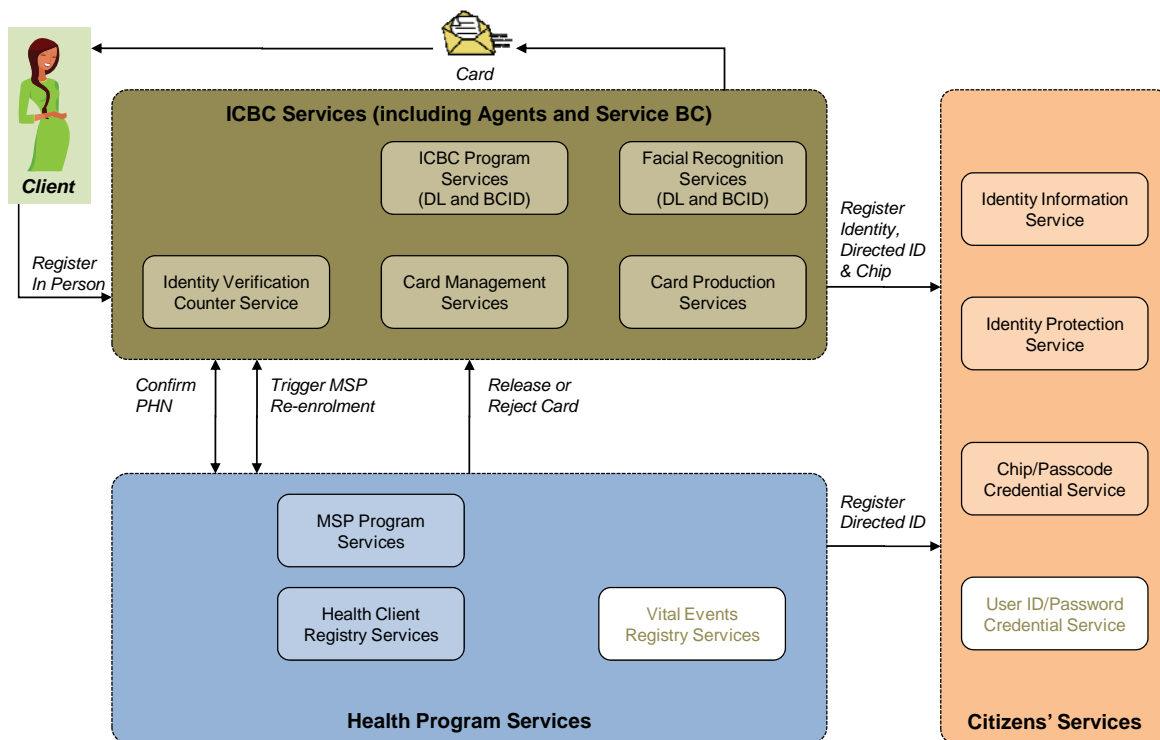 Card
Client
ICBC Services (including Agents and Service BC)
ICBC Program
Services
(DL and BCID)
Facial Recognition
Services
(DL and BCID)
Register
In Person
Identity Verification
Counter Service
Card Management
Services
Card Production
Services
Register
Identity,
Directed ID
& Chip
Identity Information
Service
Identity Protection
Service
Confirm
PHN
Trigger MSP
Re-enrolment
Release or
Reject Card
Chip/Passcode
Credential Service
MSP Program
Services
Register
Directed ID
Health Client
Registry Services
Vital Events
Registry Services
User ID/Password
Credential Service
Health Program Services
Citizens' Services